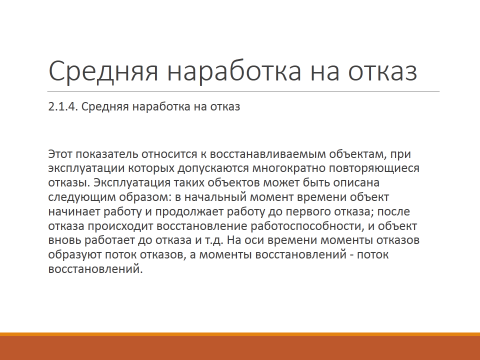 Средняя наработка на отказ
2.1.4. Средняя наработка на отказ
Этот показатель относится к восстанавливаемым объектам, при
эксплуатации которых допускаются многократно повторяющиеся
отказы. Эксплуатация таких объектов может быть описана
следующим образом: в начальный момент времени объект
начинает работу и продолжает работу до первого отказа; после
отказа происходит восстановление работоспособности, и объект
вновь работает до отказа и т.д. На оси времени моменты отказов
образуют поток отказов, а моменты восстановлений - поток
восстановлений.